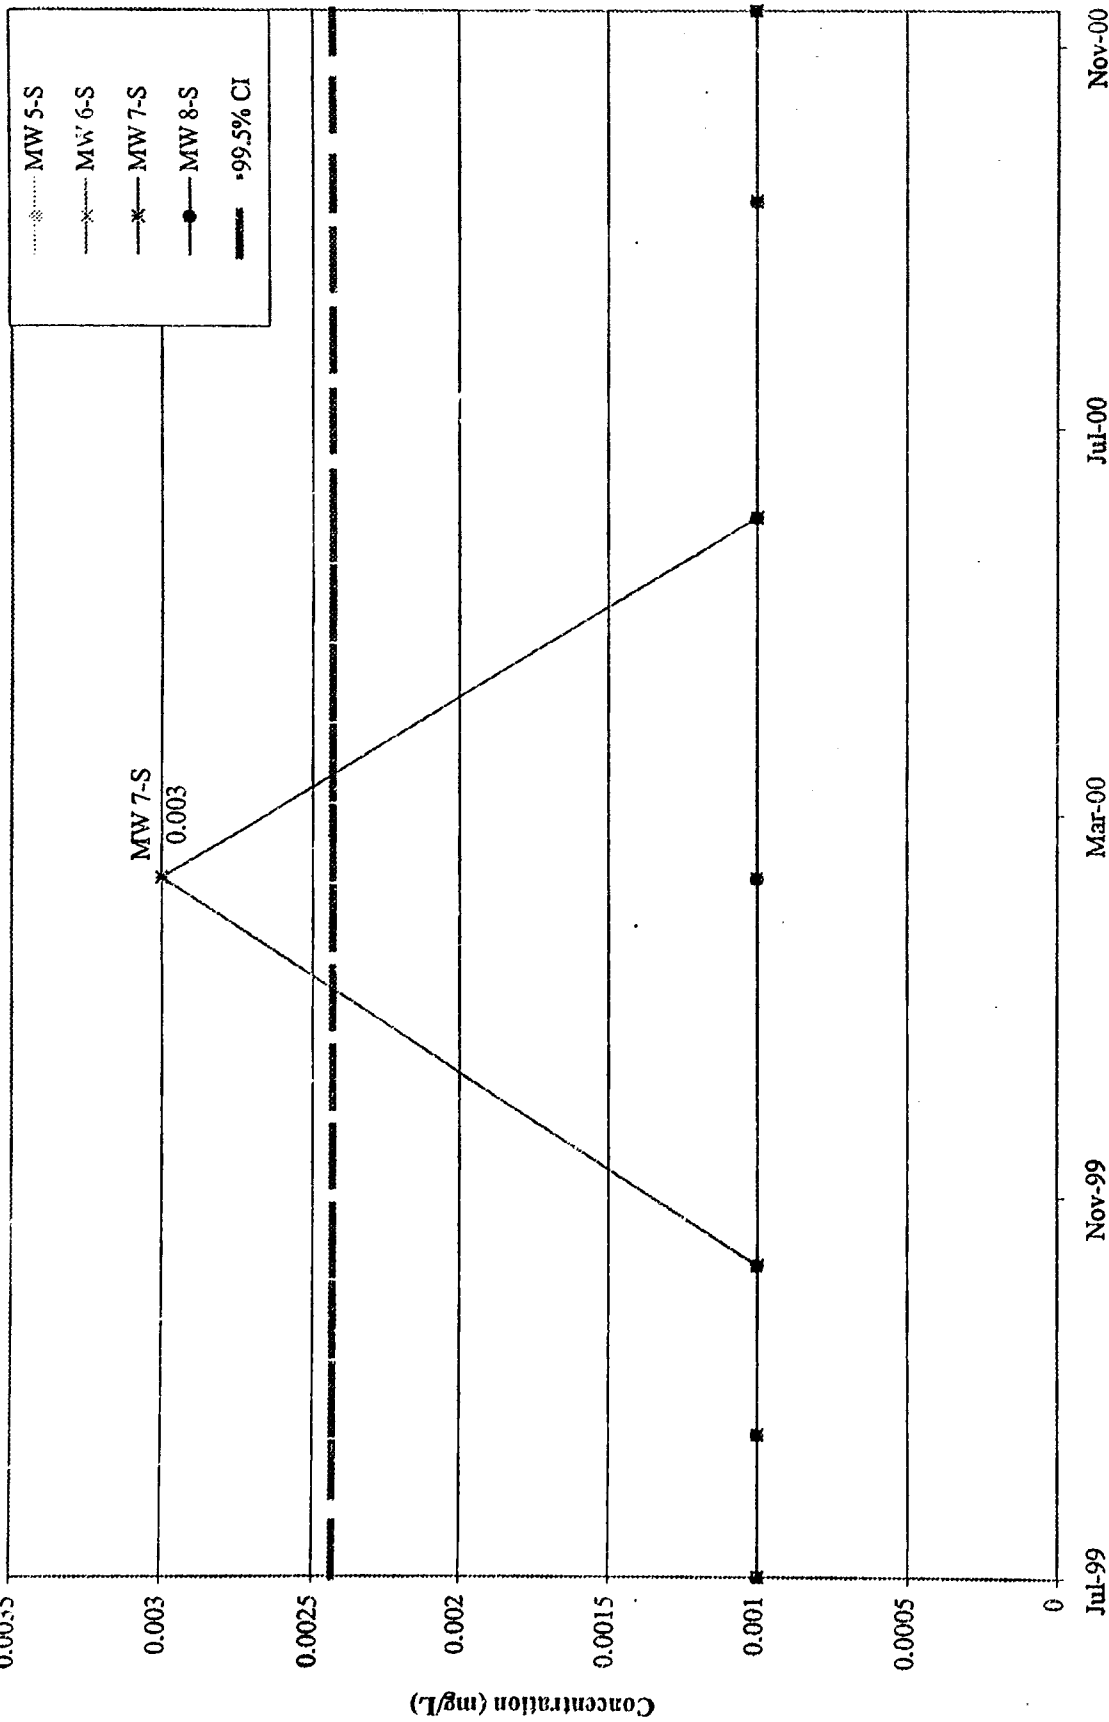 0.0035
0.003
0.0025
0.002
0.0015
0.001
0.0005
0
Concentration (mg/L)
MW 7-S
0.003
MW 5-S
MW 6-S
MW 7-S
MW 8-S
99.5% CI
Jul-99
Nov-99
Mar-00
Jul-00
Nov-00